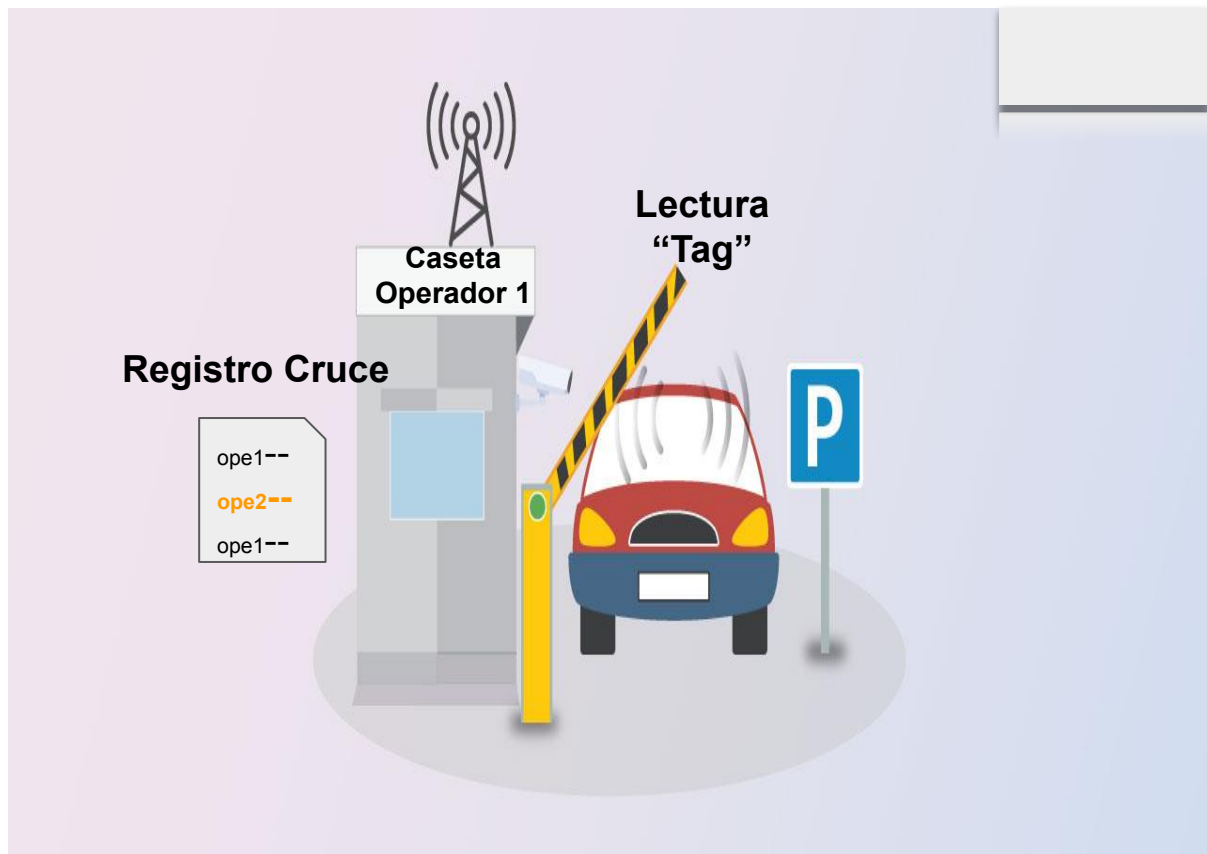 Lectura
“Tag”
Caseta
Operador 1
Registro Cruce
ope1--
ope2--
ope1--
P